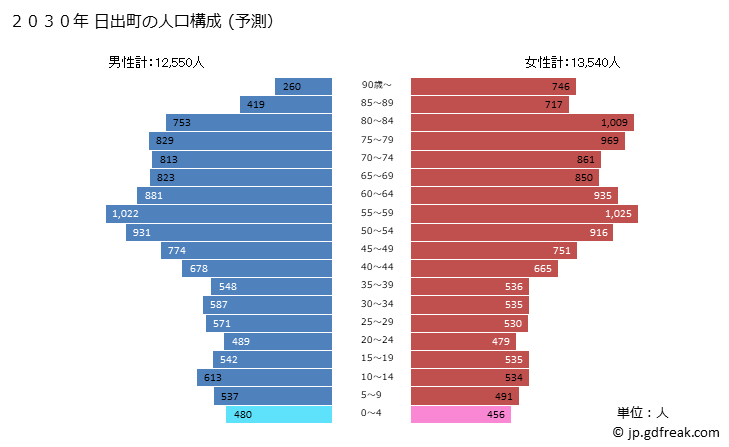 ２０３０年 日出町の人口構成 (予測)
男性計：12,550人 女性計：13,540人
260 90歳～ 746
419 85～89 717
753 80～84 1,009
829 75～79 969
813 70～74 861
823 65～69 850
881 60～64 935
1,022 55～59 1,025
931 50～54 916
774 45～49 751
678 40～44 665
548 35～39 536
587 30～34 535
571 25～29 530
489 20～24 479
542 15～19 535
613 10～14 534
537 5～9 491
480 0～4 456
単位：人
© jp.gdfreak.com